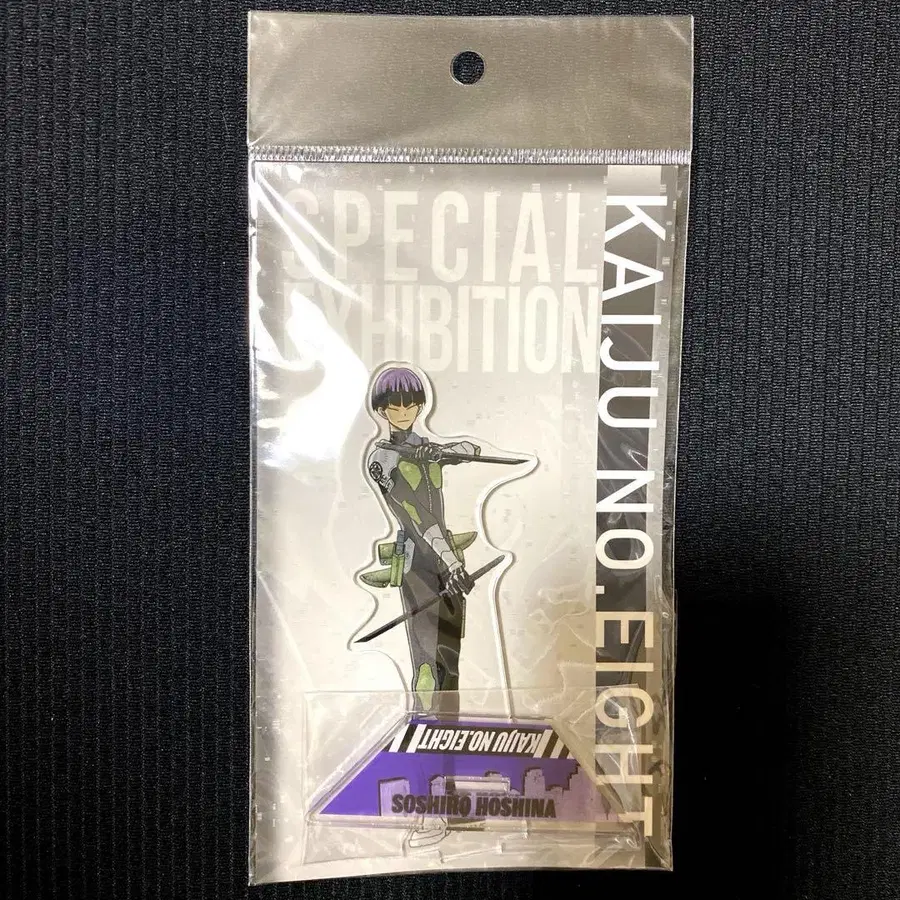 SPECIAL
EXHIBITION
KAIJU NO.EIGHT
KAIJU NO.EIGHT
SOSHIRO HOSHINA